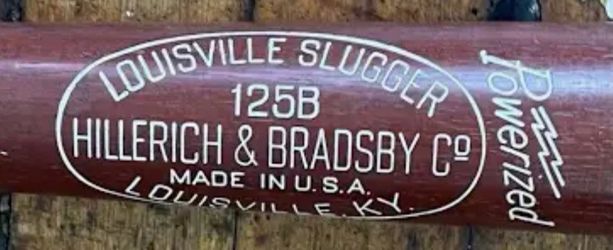 LOUISVILLE SLUGGER
125B
HILLERICH & BRADSBY Cº
MADE IN U.S.A.
LOUISVILLE, KY.
Powerized